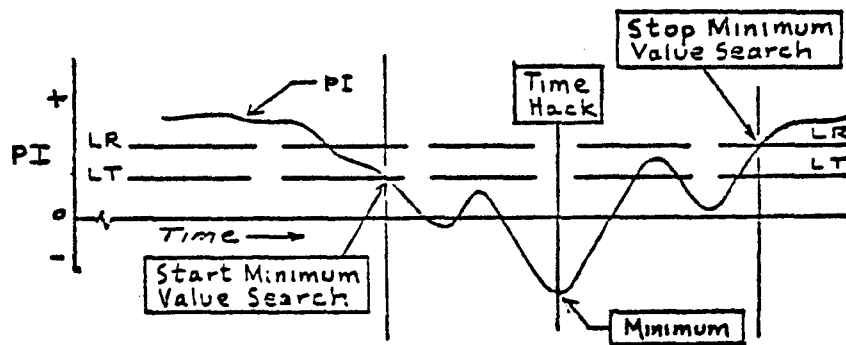 Stop Minimum
Value Search
PI
Time
Hack
+
LR
LR
PI
LT
LT
0
Time
-
Start Minimum
Value Search
Minimum